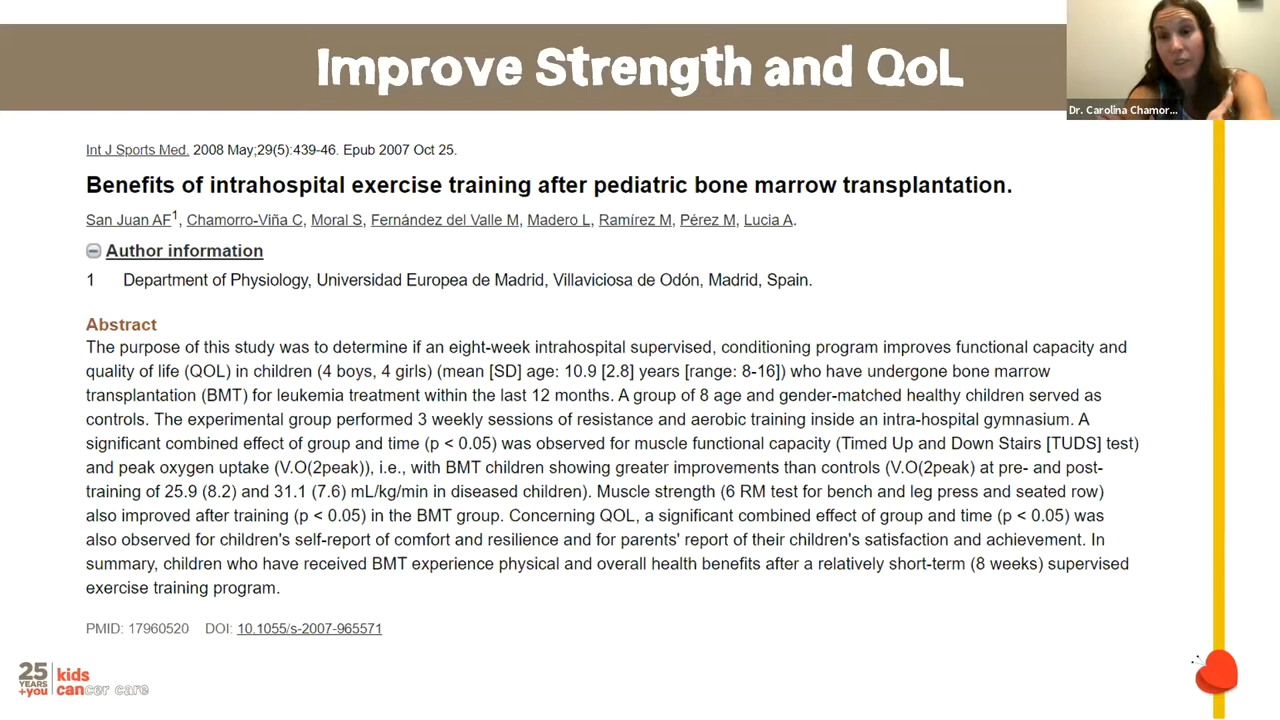 Improve Strength and QoL
Dr. Carolina Chamor...
Int J Sports Med. 2008 May;29(5):439-46. Epub 2007 Oct 25.
Benefits of intrahospital exercise training after pediatric bone marrow transplantation.
San Juan AF1, Chamorro-Viña C, Moral S, Fernández del Valle M, Madero L, Ramírez M, Pérez M, Lucia A.
Author information
1 Department of Physiology, Universidad Europea de Madrid, Villaviciosa de Odón, Madrid, Spain.
Abstract
The purpose of this study was to determine if an eight-week intrahospital supervised, conditioning program improves functional capacity and
quality of life (QOL) in children (4 boys, 4 girls) (mean [SD] age: 10.9 [2.8] years [range: 8-16]) who have undergone bone marrow
transplantation (BMT) for leukemia treatment within the last 12 months. A group of 8 age and gender-matched healthy children served as
controls. The experimental group performed 3 weekly sessions of resistance and aerobic training inside an intra-hospital gymnasium. A
significant combined effect of group and time (p < 0.05) was observed for muscle functional capacity (Timed Up and Down Stairs [TUDS] test)
and peak oxygen uptake (V.O(2peak)), i.e., with BMT children showing greater improvements than controls (V.O(2peak) at pre- and post-
training of 25.9 (8.2) and 31.1 (7.6) mL/kg/min in diseased children). Muscle strength (6 RM test for bench and leg press and seated row)
also improved after training (p < 0.05) in the BMT group. Concerning QOL, a significant combined effect of group and time (p < 0.05) was
also observed for children's self-report of comfort and resilience and for parents' report of their children's satisfaction and achievement. In
summary, children who have received BMT experience physical and overall health benefits after a relatively short-term (8 weeks) supervised
exercise training program.
PMID: 17960520 DOI: 10.1055/s-2007-965571
25
YEARS
+you
kids
cancer care